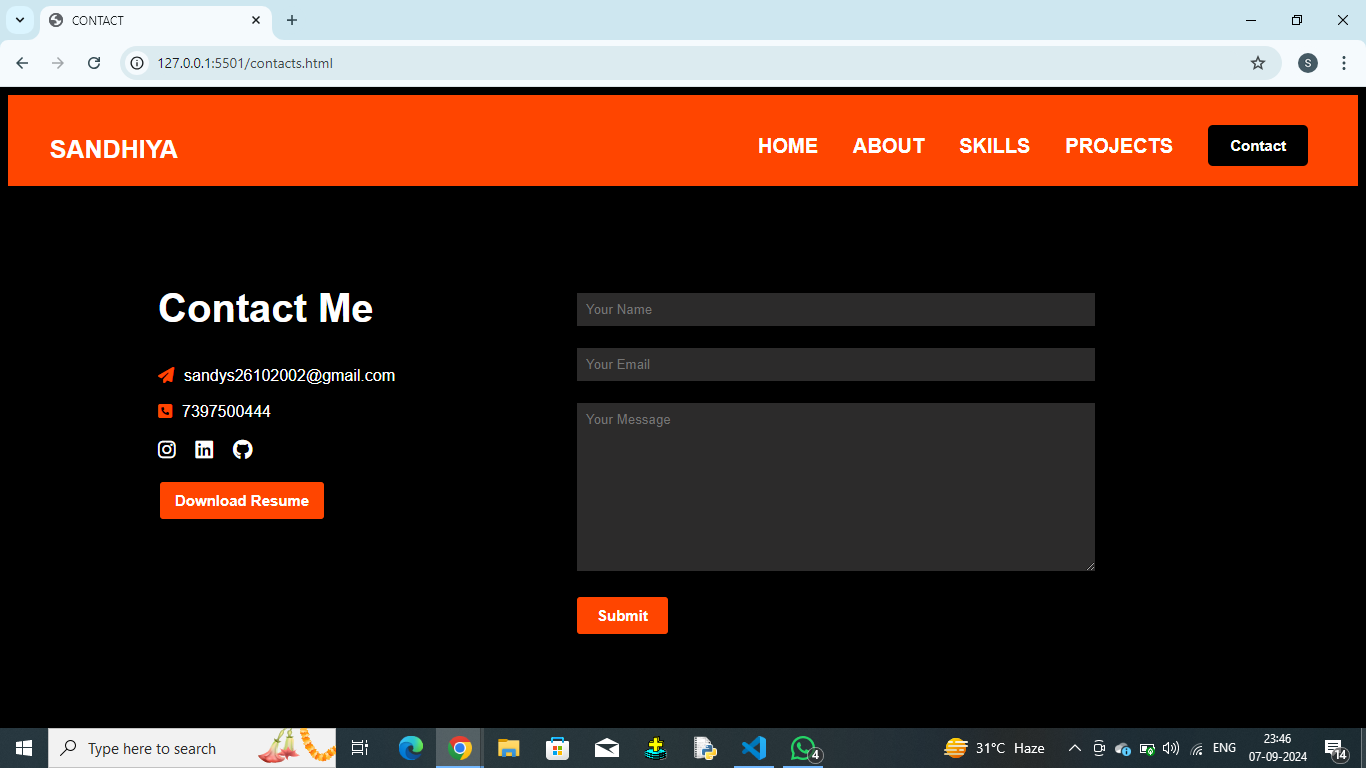 CONTACT
127.0.0.1:5501/contacts.html
S
SANDHIYA
HOME ABOUT SKILLS PROJECTS Contact
Contact Me
sandys26102002@gmail.com
7397500444
Download Resume
Your Name
Your Email
Your Message
Submit
Type here to search
4
31°C Haze
ENG
23:46
07-09-2024
14